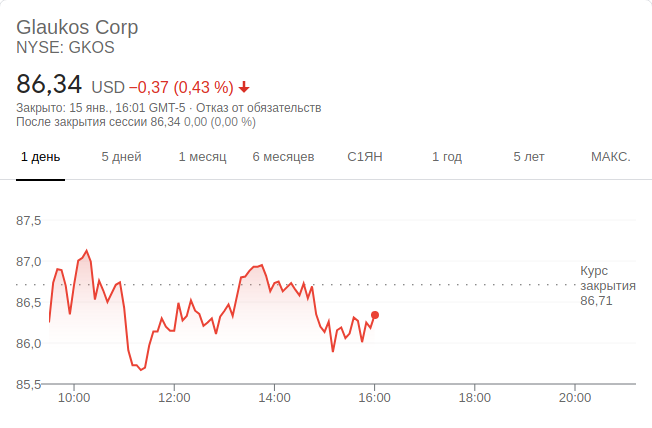 Glaukos Corp
NYSE: GKOS
86,34 USD −0,37 (0,43 %)
Закрыто: 15 янв., 16:01 GMT-5 · Отказ от обязательств
После закрытия сессии 86,34 0,00 (0,00 %)
1 день 5 дней 1 месяц 6 месяцев С1ЯН 1 год 5 лет МАКС.
87,5
87,0
86,5
86,0
85,5
Курс
закрытия
86,71
10:00 12:00 14:00 16:00 18:00 20:00